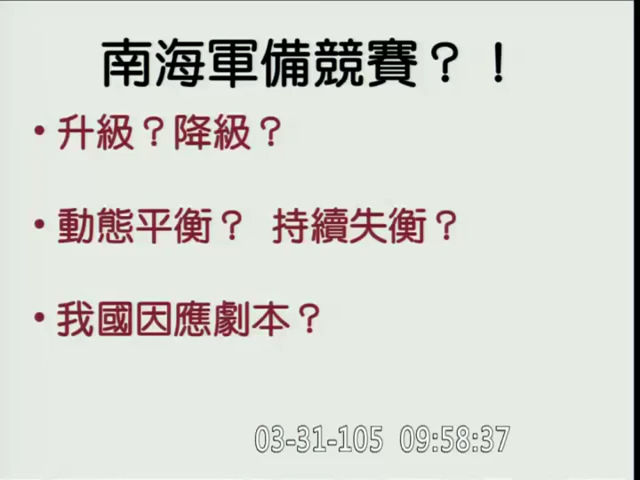 南海軍備競賽？！
• 升級？降級？
• 動態平衡？ 持續失衡？
• 我國因應劇本？
03-31-105 09:58:37